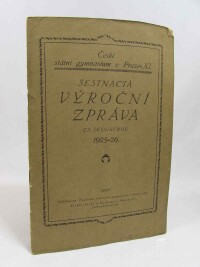 České
státní gymnasium v Praze XI.
ŠESTNÁCTÁ
VÝROČNÍ
ZPRÁVA
ZA ŠKOLNÍ ROK
1925-26.